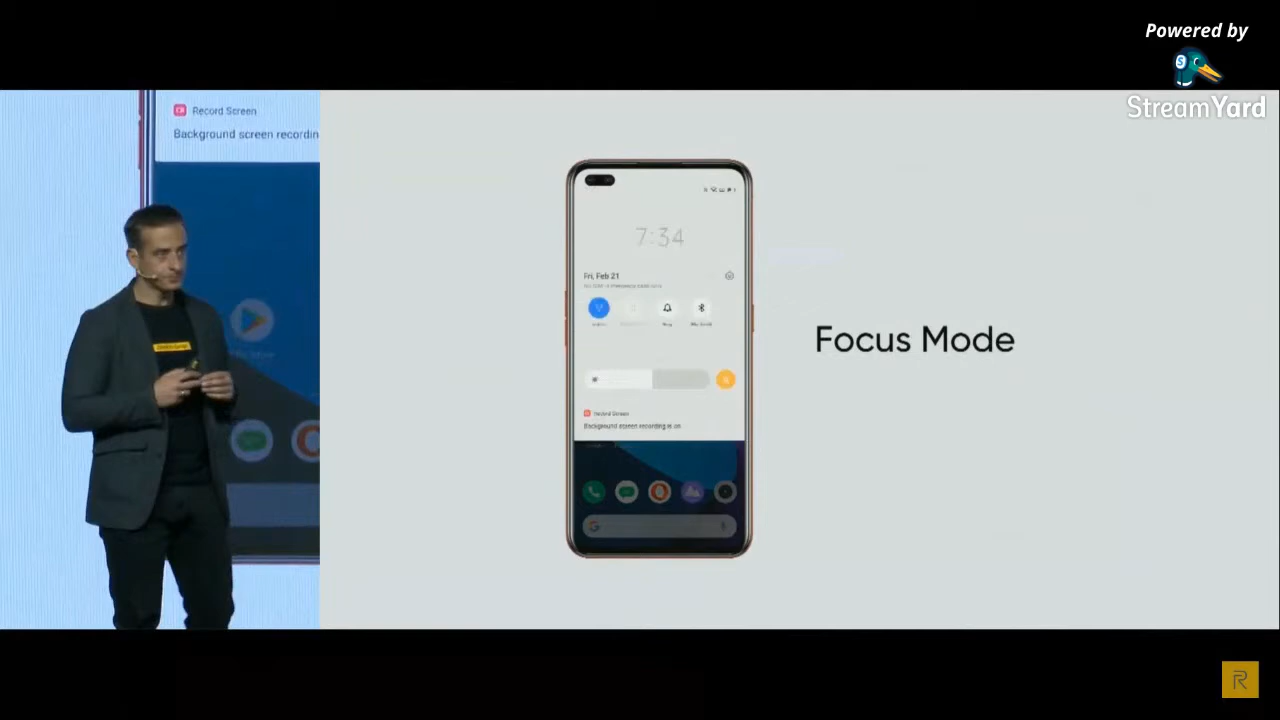 Powered by
StreamYard
Record Screen
Background screen recordin
7:34
Fri, Feb 21
Focus Mode
Record Screen
Background screen recording is on